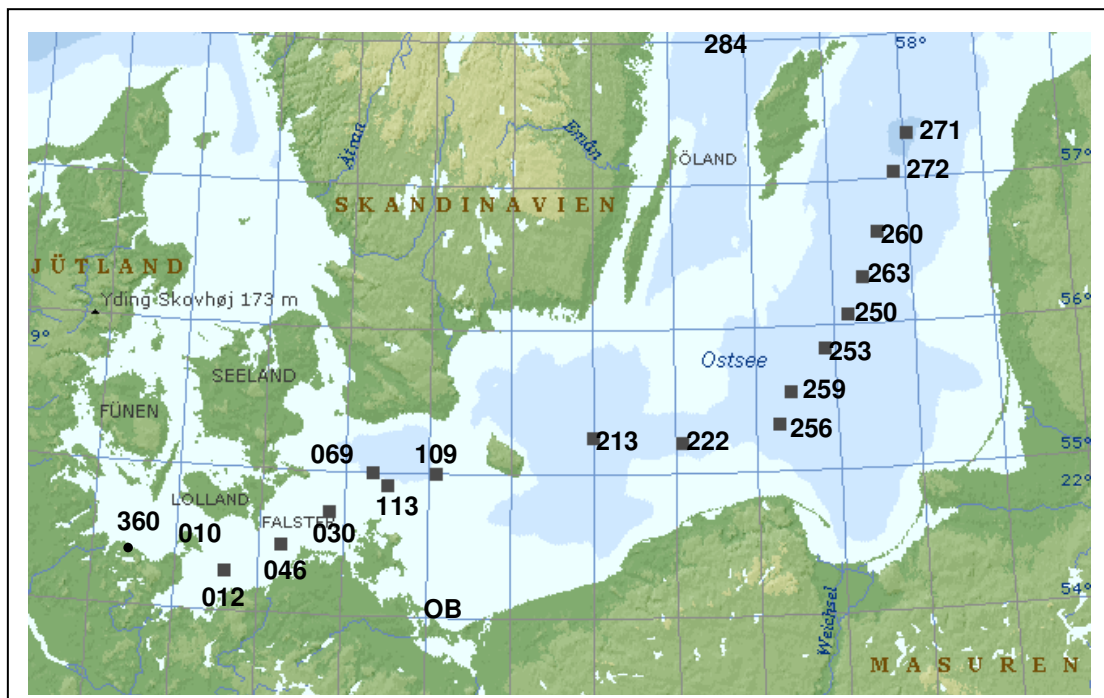 284
58°
271
Ätran
Emån
ÖLAND
57°
272
SKANDINAVIEN
260
JÜTLAND
263
Yding Skovhøj 173 m
56°
250
9°
253
Ostsee
SEELAND
259
FÜNEN
256
213
222
55°
069
109
22°
LOLLAND
113
360
010
FALSTER
030
046
012
54°
OB
Weichsel
MASUREN